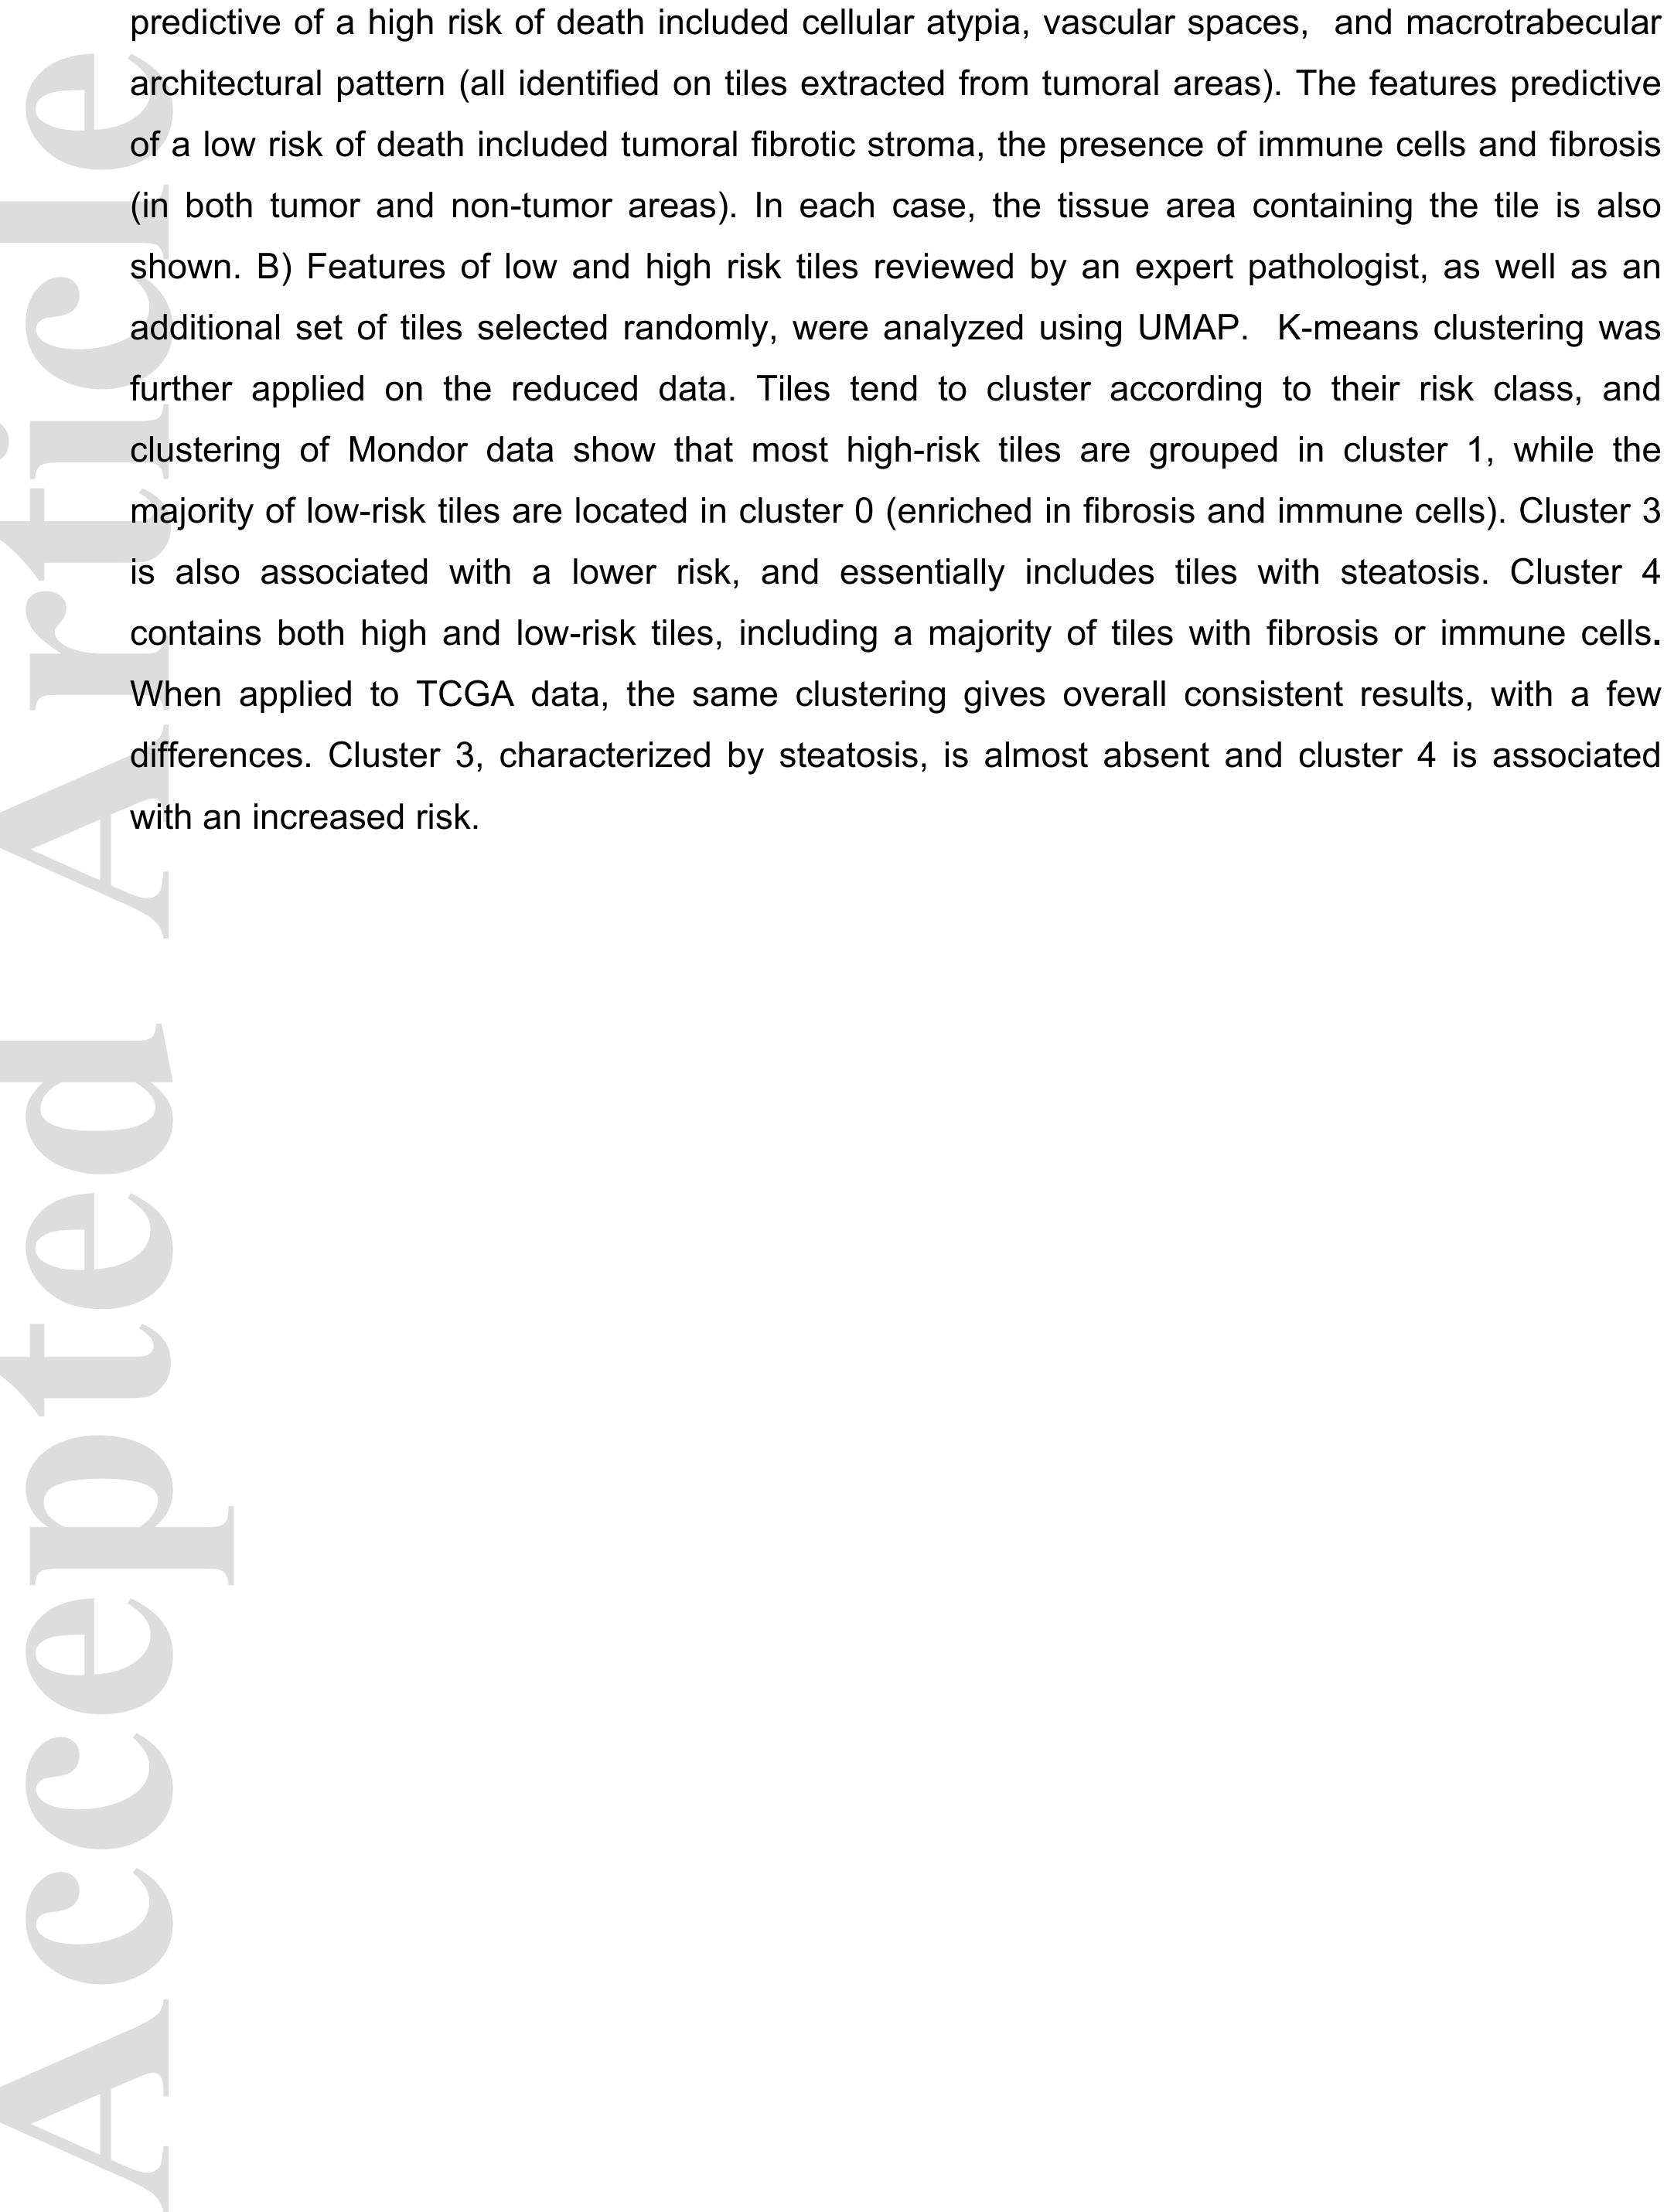 predictive of a high risk of death included cellular atypia, vascular spaces,  and macrotrabecular
architectural pattern (all identified on tiles extracted from tumoral areas). The features predictive
of a low risk of death included tumoral fibrotic stroma, the presence of immune cells and fibrosis
(in both tumor and non-tumor areas). In each case, the tissue area containing the tile is also
shown. B) Features of low and high risk tiles reviewed by an expert pathologist, as well as an
additional set of tiles selected randomly, were analyzed using UMAP.  K-means clustering was
further applied on the reduced data. Tiles tend to cluster according to their risk class, and
clustering of Mondor data show that most high-risk tiles are grouped in cluster 1, while the
majority of low-risk tiles are located in cluster 0 (enriched in fibrosis and immune cells). Cluster 3
is also associated with a lower risk, and essentially includes tiles with steatosis. Cluster 4
contains both high and low-risk tiles, including a majority of tiles with fibrosis or immune cells.
When applied to TCGA data, the same clustering gives overall consistent results, with a few
differences. Cluster 3, characterized by steatosis, is almost absent and cluster 4 is associated
with an increased risk.
Accepted Article